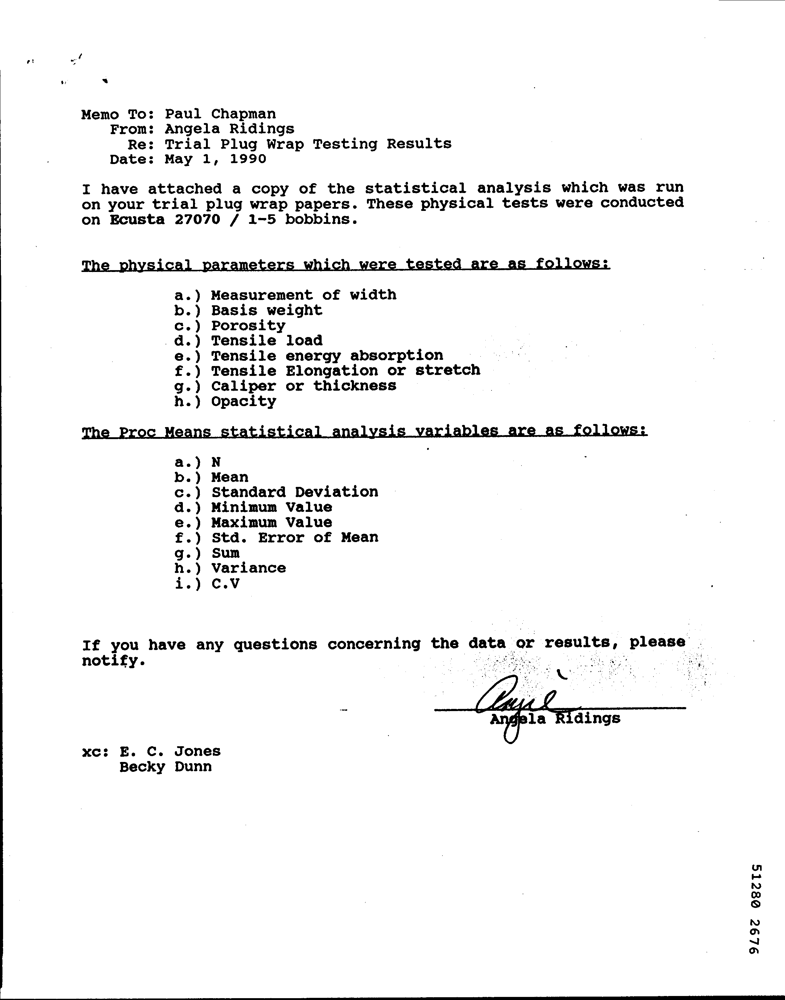 Memo To: Paul Chapman
From: Angela Ridings
Re: Trial Plug Wrap Testing Results
Date: May 1, 1990
I have attached a copy of the statistical analysis which was run
on your trial plug wrap papers. These physical tests were conducted
on Ecusta 27070 / 1-5 bobbins.
The physical parameters which were tested are as follows:
a.) Measurement of width
b.) Basis weight
c.) Porosity
d.) Tensile load
e.) Tensile energy absorption
f.) Tensile Elongation or stretch
g.) Caliper or thickness
h.) Opacity
The Proc Means statistical analysis variables are as follows:
a.) N
b.) Mean
c.) Standard Deviation
d.) Minimum Value
e.) Maximum Value
f.) Std. Error of Mean
g.) Sum
h.) Variance
i.) C.V
If you have any questions concerning the data or results, please
notify.
Angie
Angela Ridings
xc: E. C. Jones
Becky Dunn
51280 2676